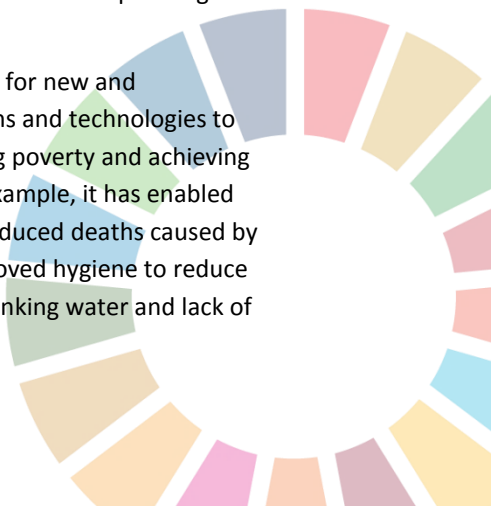 for new and
ns and technologies to
g poverty and achieving
xample, it has enabled
duced deaths caused by
oved hygiene to reduce
nking water and lack of